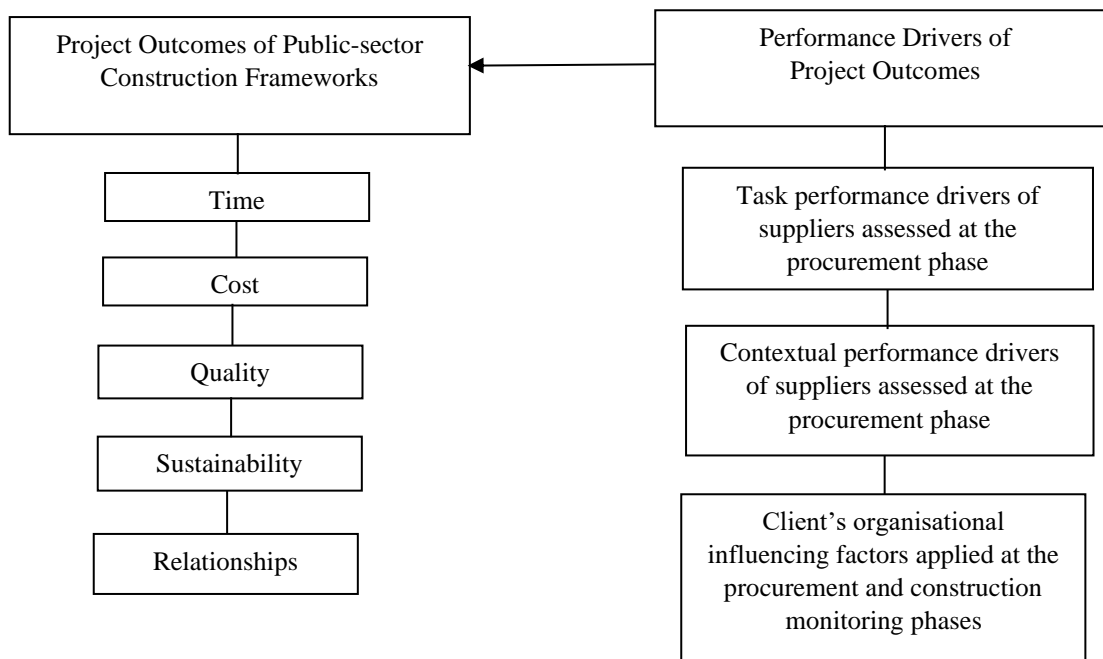 Project Outcomes of Public-sector
Construction Frameworks
Time
Cost
Quality
Sustainability
Relationships
Performance Drivers of
Project Outcomes
Task performance drivers of
suppliers assessed at the
procurement phase
Contextual performance drivers
of suppliers assessed at the
procurement phase
Client’s organisational
influencing factors applied at the
procurement and construction
monitoring phases